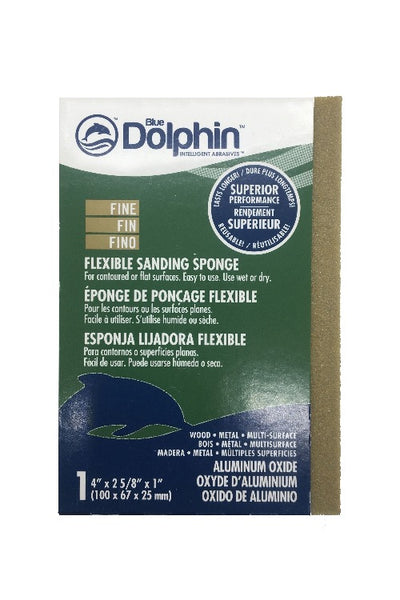 Blue
Dolphin™
INTELLIGENT ABRASIVES™
LASTS LONGER! / DURE PLUS LONGTEMPS!
SUPERIOR
PERFORMANCE
RENDEMENT
SUPÉRIEUR
REUSABLE! / RÉUTILISABLE!
FINE
FIN
FINO
FLEXIBLE SANDING SPONGE
For contoured or flat surfaces. Easy to use. Use wet or dry.
ÉPONGE DE PONÇAGE FLEXIBLE
Pour les contours ou les surfaces planes.
Facile à utiliser. S'utilise humide ou sèche.
ESPONJA LIJADORA FLEXIBLE
Para contornos o superficies planas.
Fácil de usar. Puede usarse húmeda o seca.
WOOD • METAL • MULTI-SURFACE
BOIS • METAL • MULTISURFACE
MADERA • METAL • MÚLTIPLES SUPERFICIES
1 4" x 2 5/8" x 1"
(100 x 67 x 25 mm)
ALUMINUM OXIDE
OXYDE D'ALUMINIUM
OXIDO DE ALUMINIO